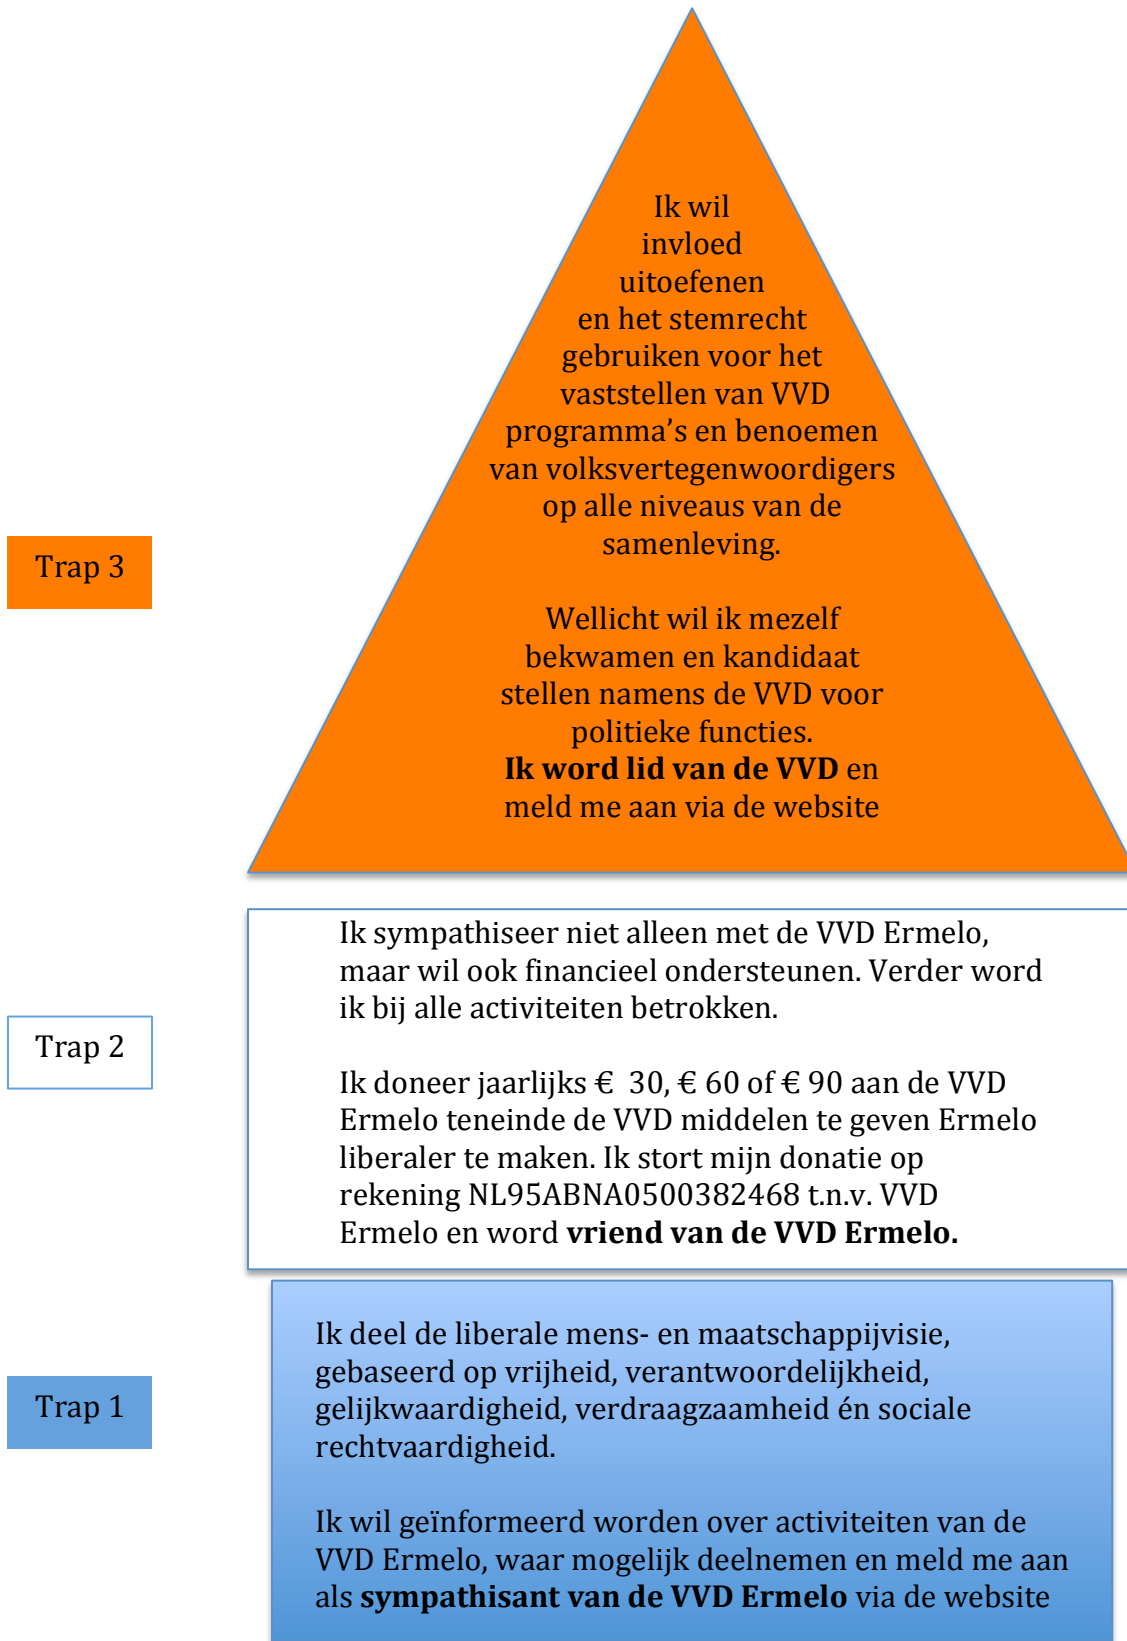 Ik wil
invloed
uitoefenen
en het stemrecht
gebruiken voor het
vaststellen van VVD
programma’s en benoemen
van volksvertegenwoordigers
op alle niveaus van de
samenleving.
Trap 3
Wellicht wil ik mezelf
bekwamen en kandidaat
stellen namens de VVD voor
politieke functies.
Ik word lid van de VVD en
meld me aan via de website
Ik sympathiseer niet alleen met de VVD Ermelo,
maar wil ook financieel ondersteunen. Verder word
ik bij alle activiteiten betrokken.
Trap 2
Ik doneer jaarlijks €  30, € 60 of € 90 aan de VVD
Ermelo teneinde de VVD middelen te geven Ermelo
liberaler te maken. Ik stort mijn donatie op
rekening NL95ABNA0500382468 t.n.v. VVD
Ermelo en word vriend van de VVD Ermelo.
Ik deel de liberale mens- en maatschappijvisie,
gebaseerd op vrijheid, verantwoordelijkheid,
gelijkwaardigheid, verdraagzaamheid én sociale
rechtvaardigheid.
Trap 1
Ik wil geïnformeerd worden over activiteiten van de
VVD Ermelo, waar mogelijk deelnemen en meld me aan
als sympathisant van de VVD Ermelo via de website